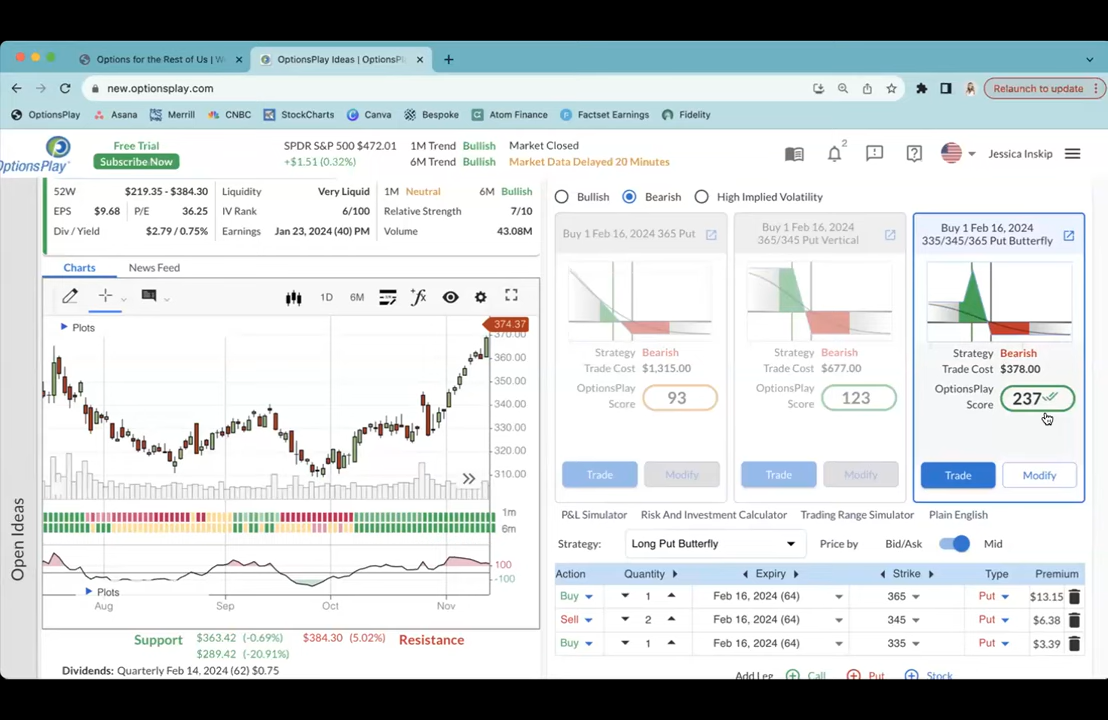 Options for the Rest of Us | W
OptionsPlay Ideas | OptionsPl
new.optionsplay.com
Relaunch to update
OptionsPlay
Asana
Merrill
CNBC
StockCharts
Canva
Bespoke
Atom Finance
Factset Earnings
Fidelity
OptionsPlay
Free Trial
Subscribe Now
SPDR S&P 500 $472.01
+$1.51 (0.32%)
1M Trend Bullish
6M Trend Bullish
Market Closed
Market Data Delayed 20 Minutes
2
Jessica Inskip
52W $219.35 - $384.30 Liquidity Very Liquid 1M Neutral 6M Bullish
EPS $9.68 P/E 36.25 IV Rank 6/100 Relative Strength 7/10
Div / Yield $2.79 / 0.75% Earnings Jan 23, 2024 (40) PM Volume 43.08M
Charts News Feed
1D 6M
Plots
374.37
370.00
360.00
350.00
340.00
330.00
320.00
310.00
1m
6m
100
-100
Plots
Aug Sep Oct Nov
Support $363.42 (-0.69%) $384.30 (5.02%) Resistance
$289.42 (-20.91%)
Dividends: Quarterly Feb 14, 2024 (62) $0.75
Open Ideas
Bullish Bearish High Implied Volatility
Buy 1 Feb 16, 2024 365 Put
Strategy Bearish
Trade Cost $1,315.00
OptionsPlay
Score
93
Trade Modify
Buy 1 Feb 16, 2024
365/345 Put Vertical
Strategy Bearish
Trade Cost $677.00
OptionsPlay
Score
123
Trade Modify
Buy 1 Feb 16, 2024
335/345/365 Put Butterfly
Strategy Bearish
Trade Cost $378.00
OptionsPlay
Score
237
Trade Modify
P&L Simulator Risk And Investment Calculator Trading Range Simulator Plain English
Strategy: Long Put Butterfly Price by Bid/Ask Mid
Action Quantity Expiry Strike Type Premium
Buy 1 Feb 16, 2024 (64) 365 Put $13.15
Sell 2 Feb 16, 2024 (64) 345 Put $6.38
Buy 1 Feb 16, 2024 (64) 335 Put $3.39
Add Leg Call Put Stock